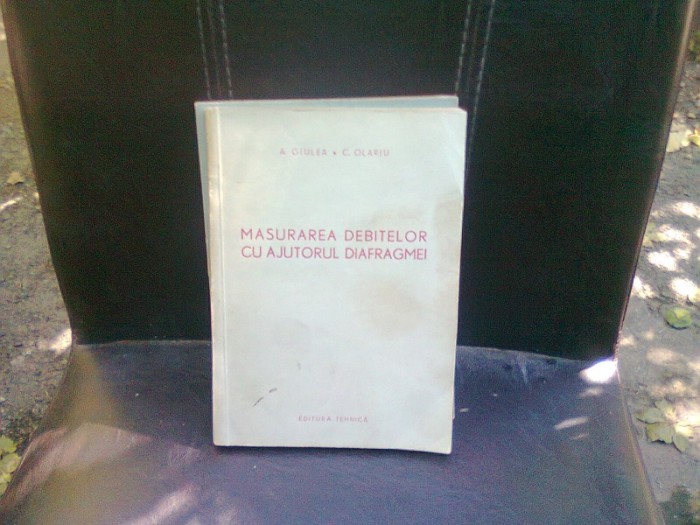 A. GIULEA • C. OLARIU
MASURAREA DEBITELOR
CU AJUTORUL DIAFRAGMEI
EDITURA TEHNICĂ